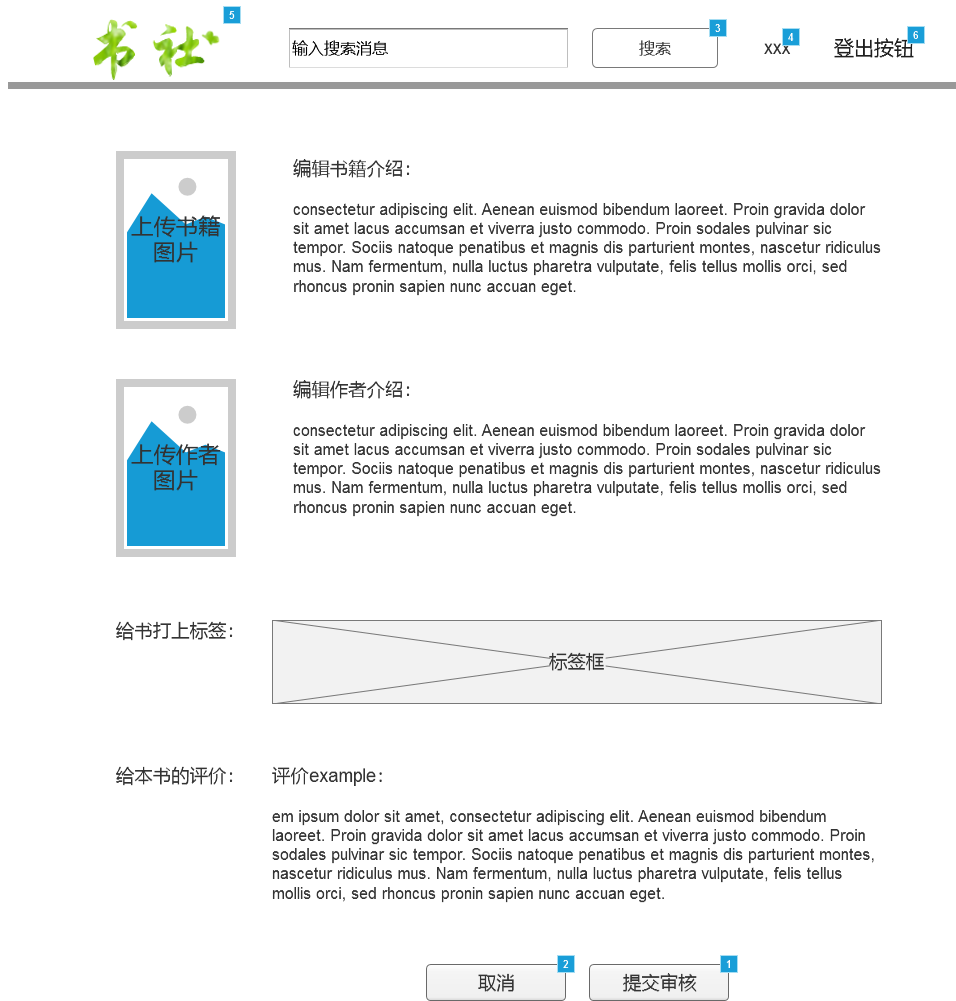 书社 5
输入搜索消息
搜索 3
xxx 4
登出按钮 6
上传书籍
图片
编辑书籍介绍：
consectetur adipiscing elit. Aenean euismod bibendum laoreet. Proin gravida dolor
sit amet lacus accumsan et viverra justo commodo. Proin sodales pulvinar sic
tempor. Sociis natoque penatibus et magnis dis parturient montes, nascetur ridiculus
mus. Nam fermentum, nulla luctus pharetra vulputate, felis tellus mollis orci, sed
rhoncus pronin sapien nunc accuan eget.
上传作者
图片
编辑作者介绍：
consectetur adipiscing elit. Aenean euismod bibendum laoreet. Proin gravida dolor
sit amet lacus accumsan et viverra justo commodo. Proin sodales pulvinar sic
tempor. Sociis natoque penatibus et magnis dis parturient montes, nascetur ridiculus
mus. Nam fermentum, nulla luctus pharetra vulputate, felis tellus mollis orci, sed
rhoncus pronin sapien nunc accuan eget.
给书打上标签：
标签框
给本书的评价：
评价example：
em ipsum dolor sit amet, consectetur adipiscing elit. Aenean euismod bibendum
laoreet. Proin gravida dolor sit amet lacus accumsan et viverra justo commodo. Proin
sodales pulvinar sic tempor. Sociis natoque penatibus et magnis dis parturient montes,
nascetur ridiculus mus. Nam fermentum, nulla luctus pharetra vulputate, felis tellus
mollis orci, sed rhoncus pronin sapien nunc accuan eget.
取消 2
提交审核 1